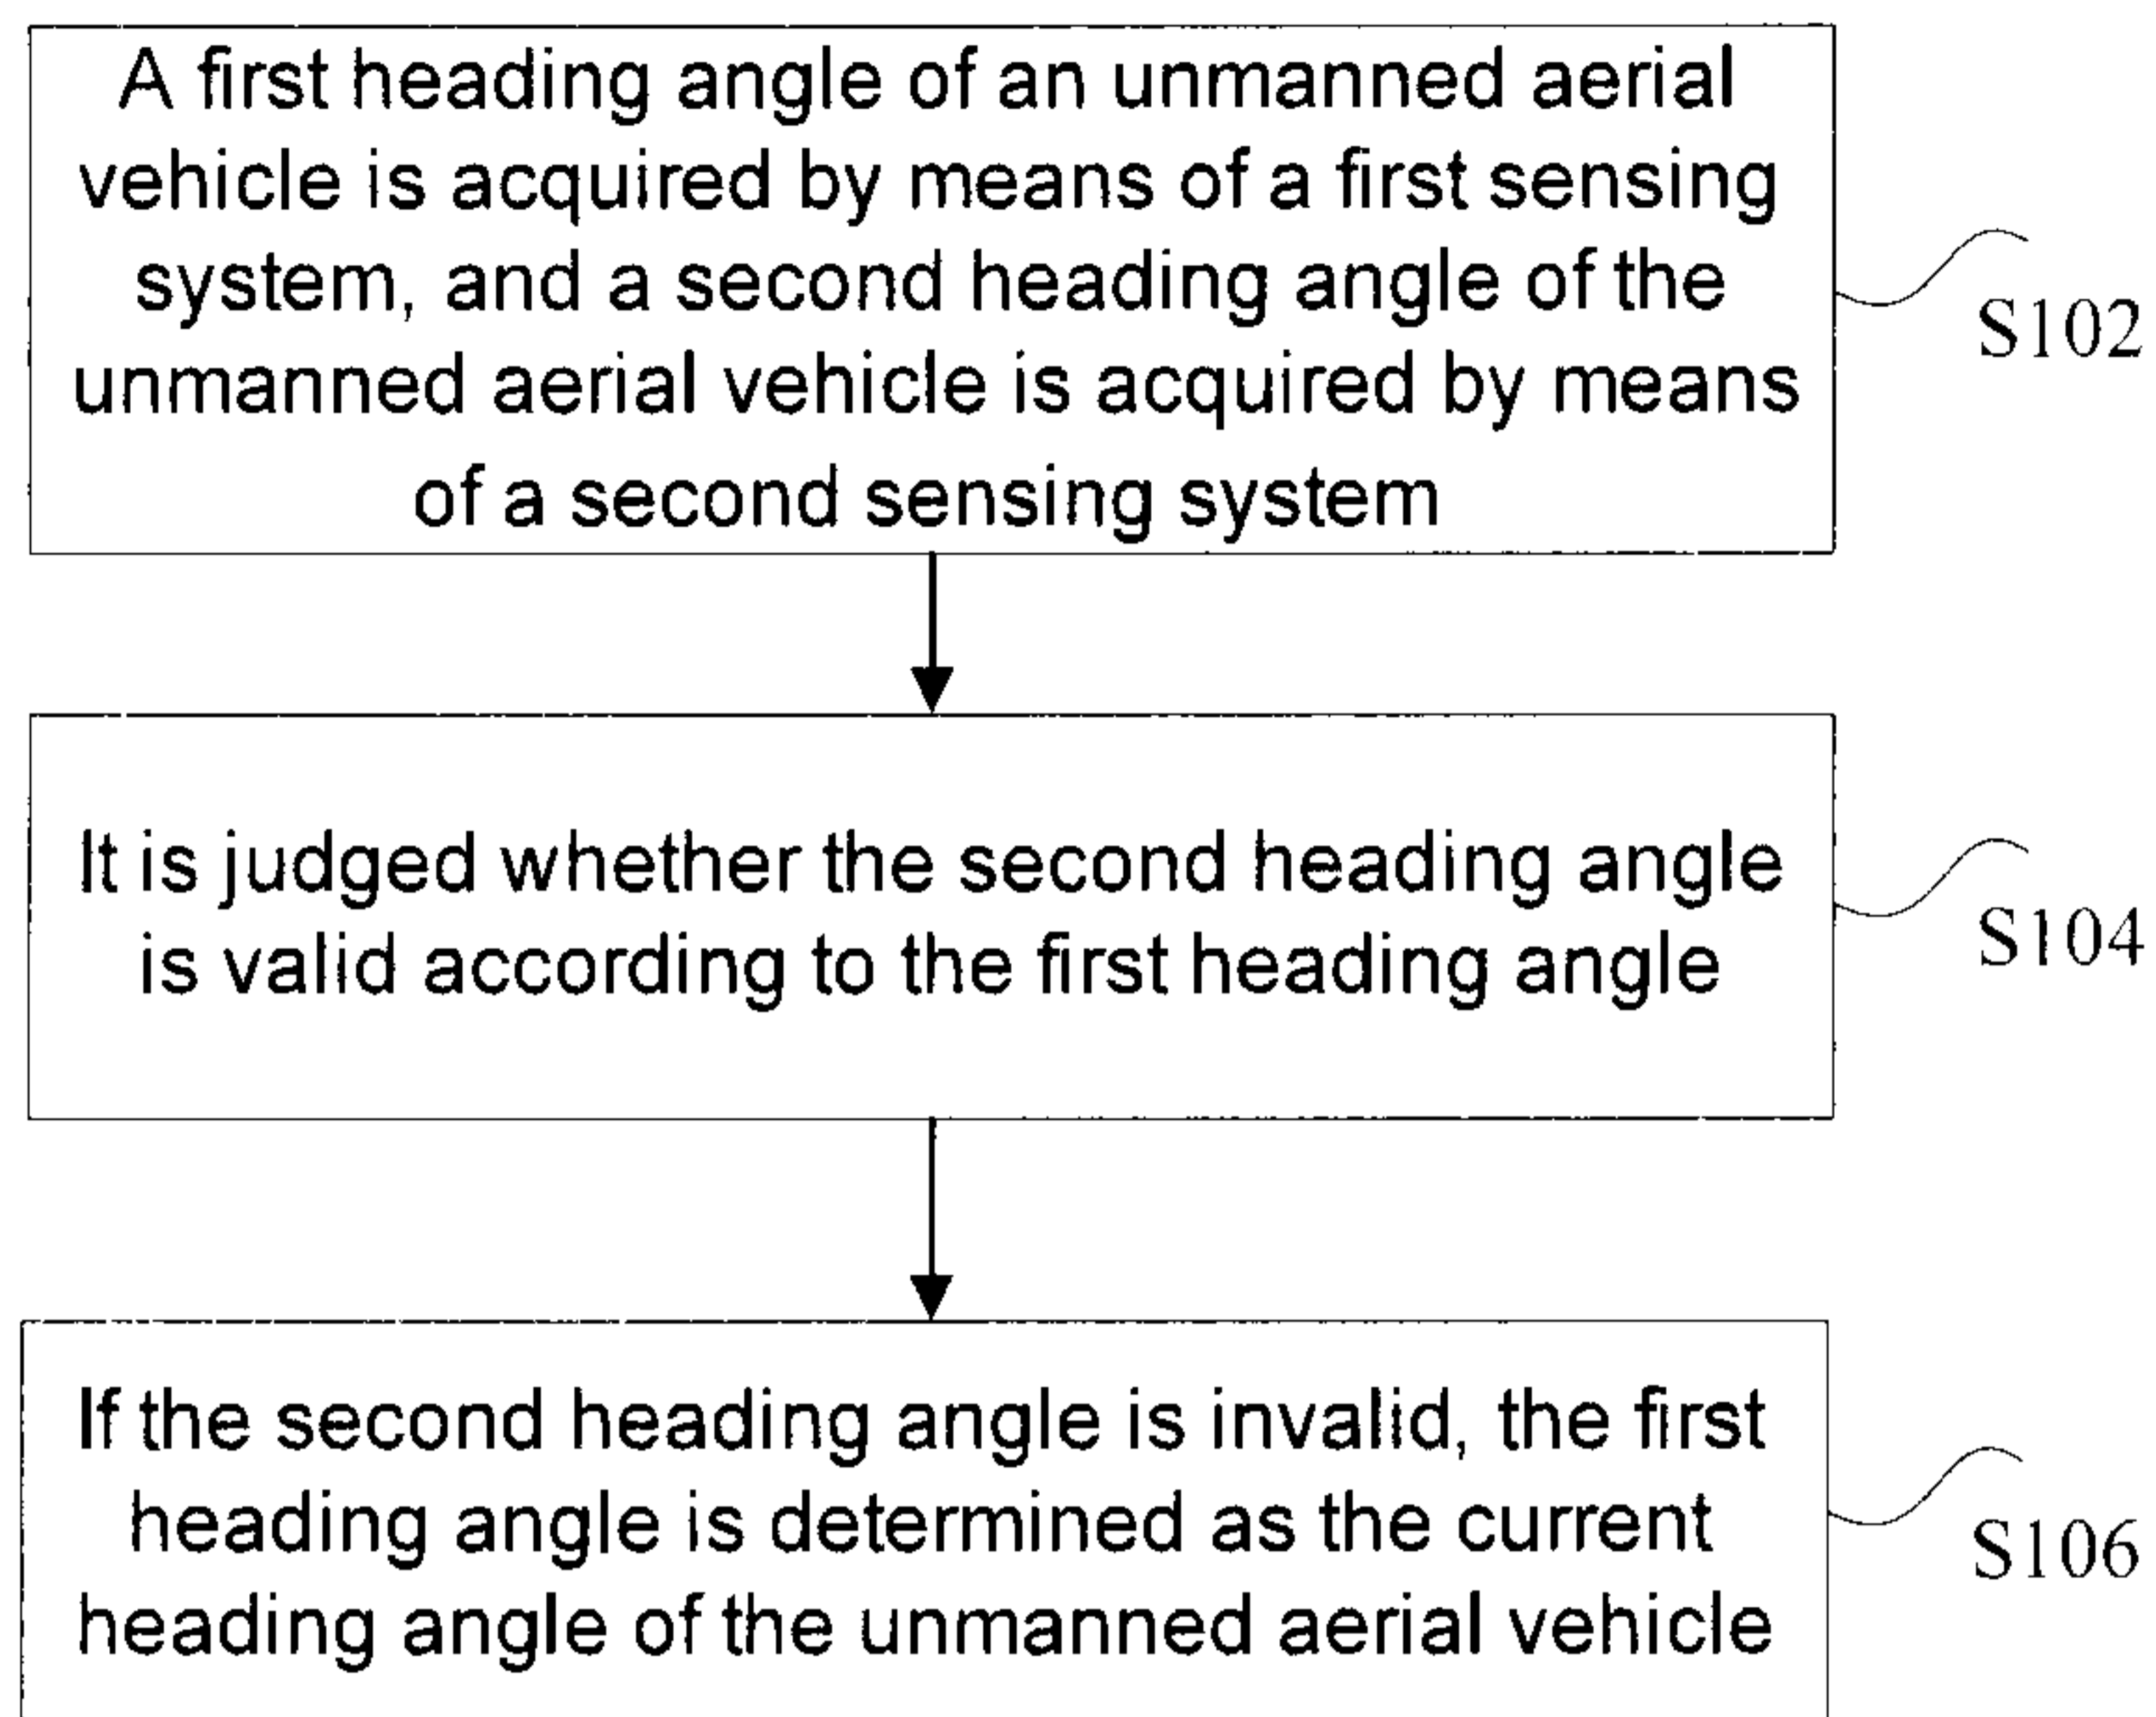 A first heading angle of an unmanned aerial
vehicle is acquired by means of a first sensing
system, and a second heading angle of the
unmanned aerial vehicle is acquired by means
of a second sensing system
S102
It is judged whether the second heading angle
is valid according to the first heading angle
S104
If the second heading angle is invalid, the first
heading angle is determined as the current
heading angle of the unmanned aerial vehicle
S106